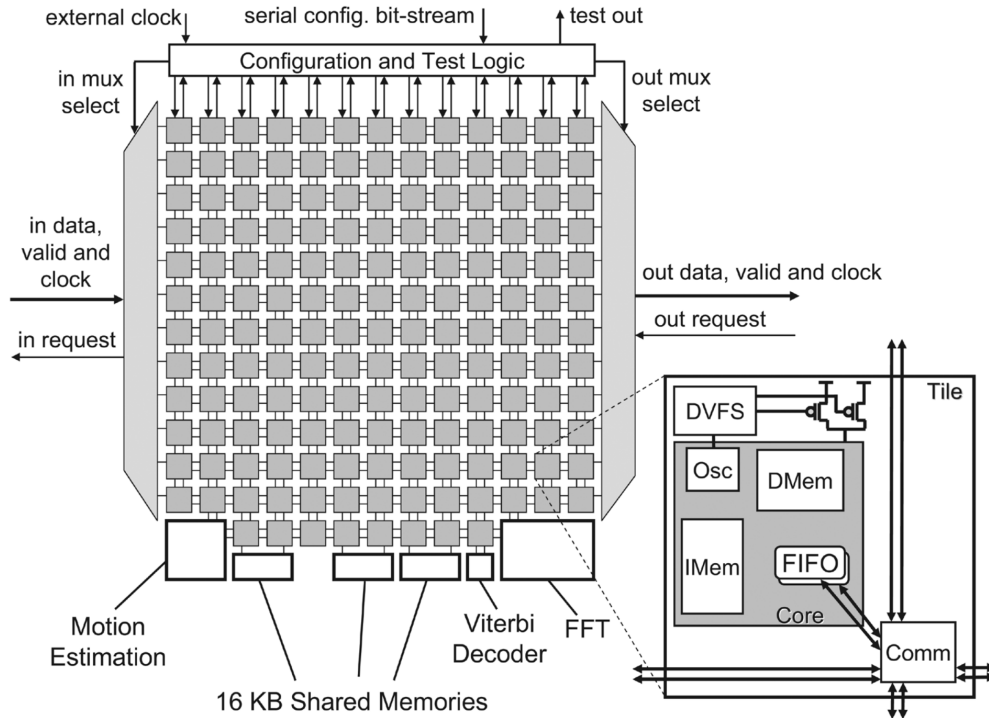 external clock
serial config. bit-stream
test out
Configuration and Test Logic
in mux
select
out mux
select
in data,
valid and
clock
out data, valid and clock
in request
out request
Tile
DVFS
Osc
DMem
IMem
FIFO
Core
Comm
Motion
Estimation
Viterbi
Decoder
FFT
16 KB Shared Memories